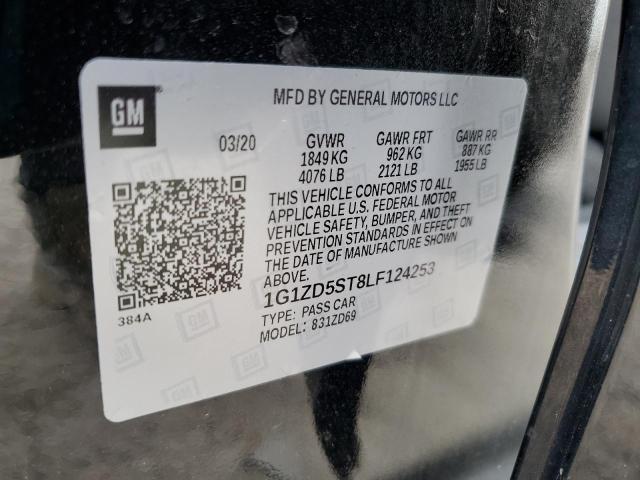 GM
MFD BY GENERAL MOTORS LLC
03/20 GVWR GAWR FRT GAWR RR
1849 KG 962 KG 887 KG
4076 LB 2121 LB 1955 LB
THIS VEHICLE CONFORMS TO ALL
APPLICABLE U.S. FEDERAL MOTOR
VEHICLE SAFETY, BUMPER, AND THEFT
PREVENTION STANDARDS IN EFFECT ON
THE DATE OF MANUFACTURE SHOWN
ABOVE.
1G1ZD5ST8LF124253
384A
TYPE: PASS CAR
MODEL: 831ZD69